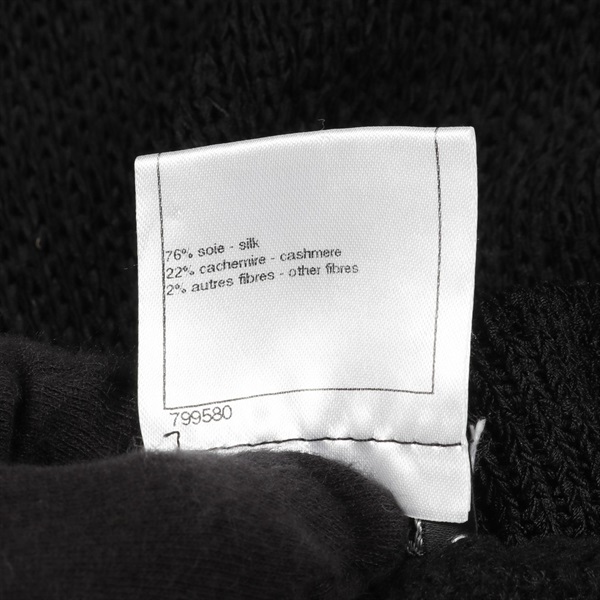 76% soie - silk
22% cachemire - cashmere
2% autres fibres - other fibres
799580